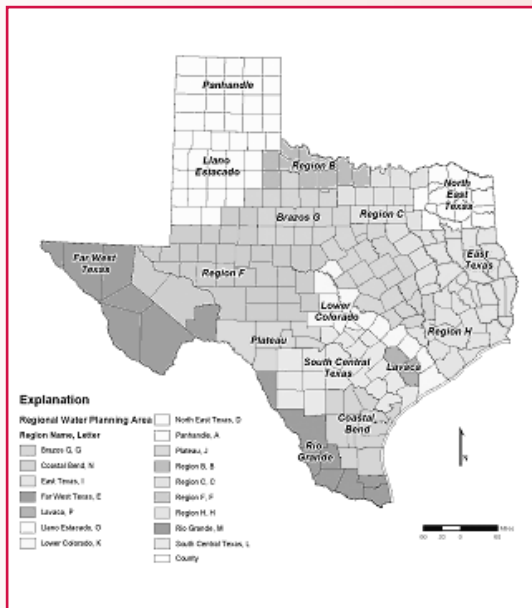 Panhandle
Llano
Estacado
Region B
North
East
Texas
Brazos G
Region C
East
Texas
Far West
Texas
Region F
Lower
Colorado
Region H
Plateau
South Central
Texas
Lavaca
Coastal
Bend
Rio
Grande
N
Explanation
Regional Water Planning Area
Region Name, Letter
Brazos G, G
Coastal Bend, N
East Texas, I
Far West Texas, E
Lavaca, P
Llano Estacado, O
Lower Colorado, K
North East Texas, D
Panhandle, A
Plateau, J
Region B, B
Region C, C
Region F, F
Region H, H
Rio Grande, M
South Central Texas, L
County
Miles